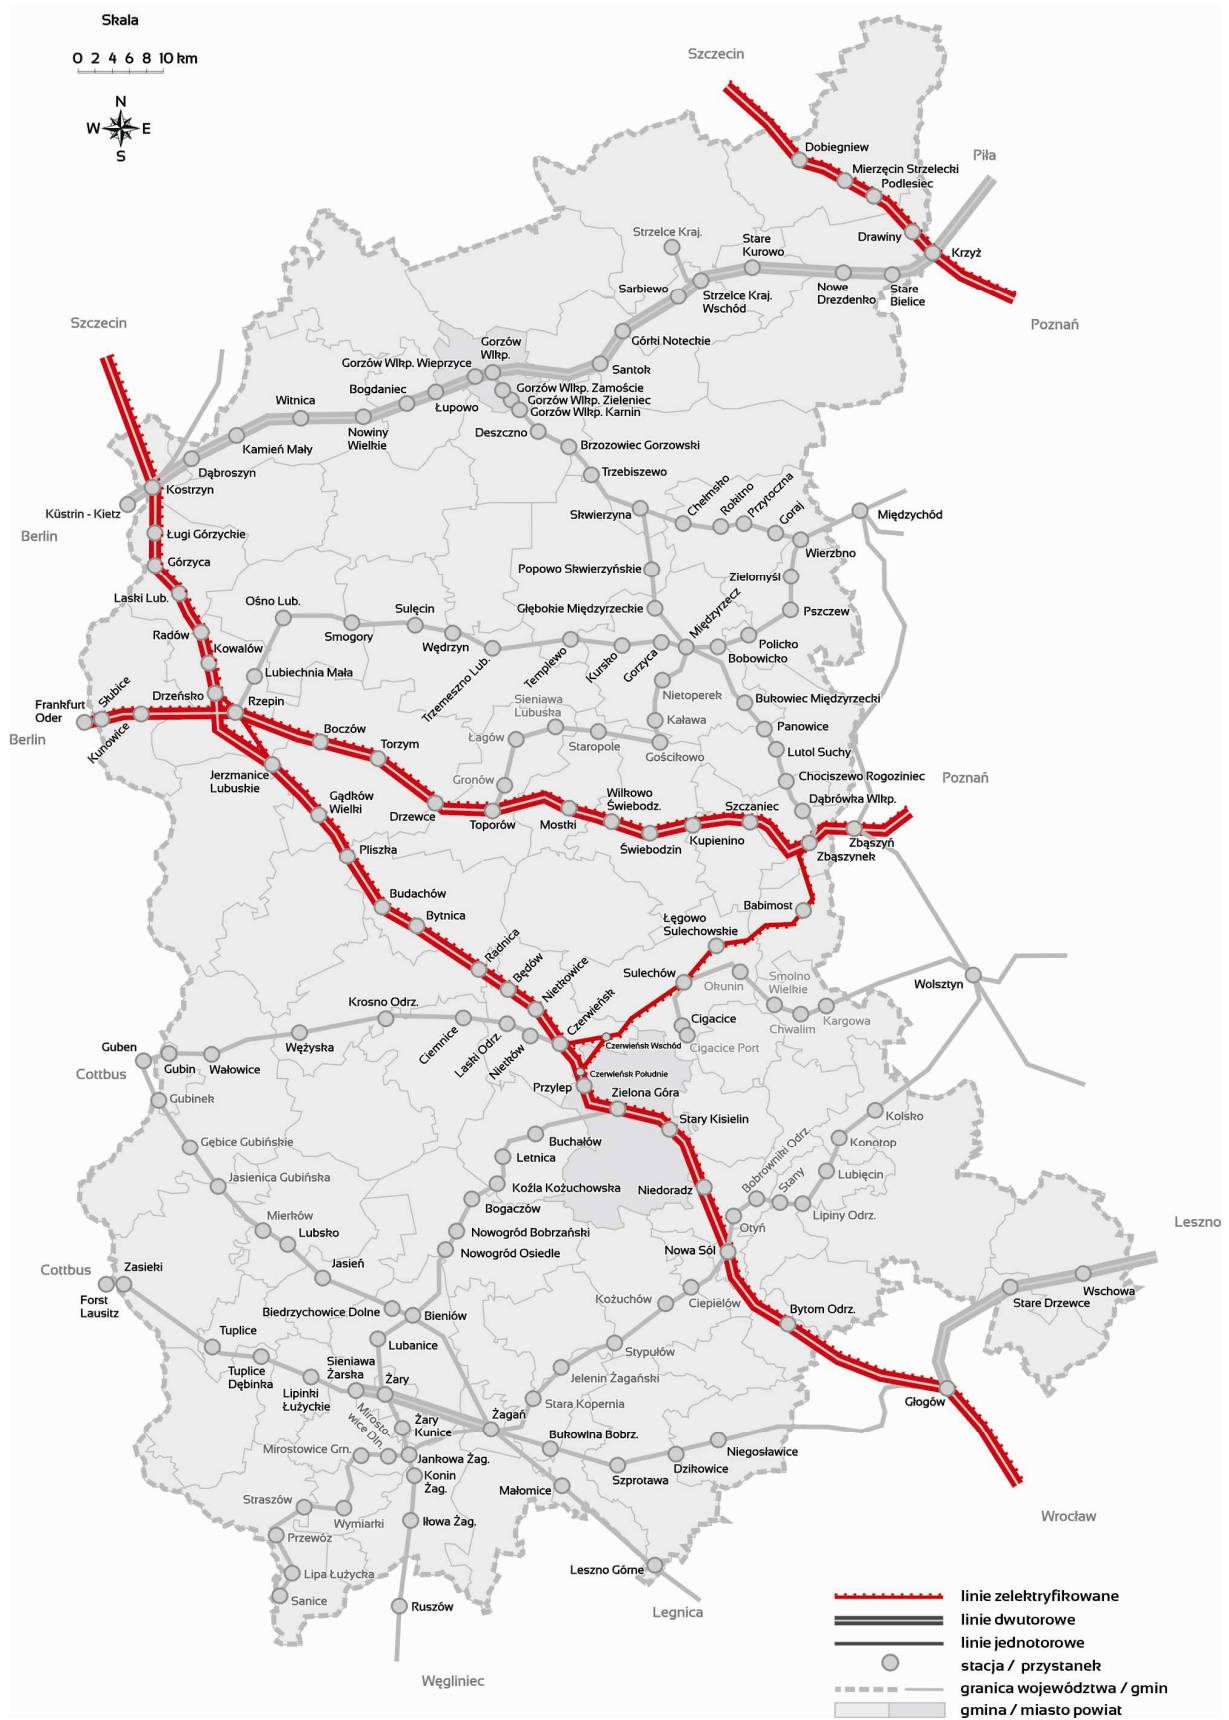 Skala
0 2 4 6 8 10 km
N
W E
S
Szczecin
Dobiegniew
Mierzęcin Strzelecki
Podlesiec
Piła
Drawiny
Krzyż
Strzelce Kraj.
Stare
Kurowo
Sarbiewo
Strzelce Kraj.
Wschód
Nowe
Drezdenko
Stare
Bielice
Poznań
Szczecin
Górki Noteckie
Gorzów
Wlkp.
Gorzów Wlkp. Wieprzyce
Santok
Bogdaniec
Gorzów Wlkp. Zamoście
Gorzów Wlkp. Zieleniec
Gorzów Wlkp. Karnin
Witnica
Łupowo
Nowiny
Wielkie
Deszczno
Kamień Mały
Brzozowiec Gorzowski
Dąbroszyn
Trzebiszewo
Kostrzyn
Küstrin - Kietz
Berlin
Skwierzyna
Chełmsko
Rokitno
Przytoczna
Goraj
Międzychód
Wierzbno
Ługi Górzyckie
Górzyca
Popowo Skwierzyńskie
Zielomyśl
Laski Lub.
Ośno Lub.
Smogory
Sulęcin
Wędrzyn
Głębokie Międzyrzeckie
Międzyrzecz
Pszczew
Radów
Kowalów
Trzemeszno Lub.
Templewo
Kursko
Gorzyca
Policko
Bobowicko
Lubiechnia Mała
Drzeńsko
Rzepin
Słubice
Frankfurt
Oder
Kunowice
Berlin
Sieniawa
Lubuska
Nietoperek
Bukowiec Międzyrzecki
Kaława
Panowice
Boczów
Torzym
Łagów
Staropole
Gościkowo
Lutol Suchy
Jerzmanice
Lubuskie
Gronów
Chociszewo Rogoziniec
Poznań
Gądków
Wielki
Drzewce
Toporów
Mostki
Wilkowo
Świebodz.
Świebodzin
Kupienino
Szczaniec
Dąbrówka Wlkp.
Zbąszyń
Zbąszynek
Pliszka
Budachów
Bytnica
Babimost
Łęgowo
Sulechowskie
Radnica
Będów
Nietkowice
Sulechów
Okunin
Smolno
Wielkie
Chwalim
Kargowa
Wolsztyn
Krosno Odrz.
Czerwieńsk
Cigacice
Cigacice Port
Czerwieńsk Wschód
Guben
Gubin
Wałowice
Wężyska
Ciemnice
Laski Odrz.
Nietków
Czerwieńsk Południe
Cottbus
Gubinek
Przylep
Zielona Góra
Stary Kisielin
Kolsko
Gębice Gubińskie
Buchałów
Letnica
Konotop
Bobrowniki Odrz.
Jasienica Gubińska
Koźla Kożuchowska
Niedoradz
Stany
Lubięcin
Bogaczów
Otyń
Lipiny Odrz.
Mierków
Lubsko
Nowogród Bobrzański
Nowogród Osiedle
Nowa Sól
Leszno
Cottbus
Zasieki
Forst
Lausitz
Jasień
Wschowa
Stare Drzewce
Kożuchów
Ciepielów
Biedrzychowice Dolne
Bieniów
Bytom Odrz.
Tuplice
Tuplice
Dębinka
Lubanice
Stypułów
Sieniawa
Żarska
Lipinki
Łużyckie
Żary
Jelenin Żagański
Stara Kopernia
Głogów
Mirosto-
wice Dln.
Żary
Kunice
Żagań
Bukowina Bobrz.
Niegosławice
Mirostowice Grn.
Jankowa Żag.
Dzikowice
Szprotawa
Konin
Żag.
Małomice
Straszów
Wymiarki
Iłowa Żag.
Wrocław
Przewóz
Leszno Górne
Lipa Łużycka
Sanice
Ruszów
Legnica
Węgliniec
linie zelektryfikowane
linie dwutorowe
linie jednotorowe
stacja / przystanek
granica województwa / gmin
gmina / miasto powiat